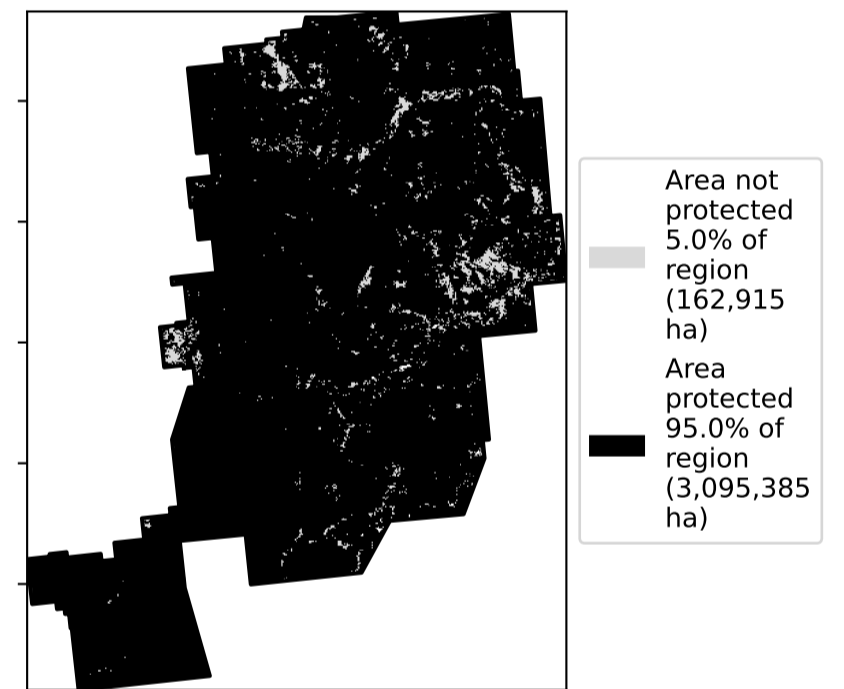 Area not
protected
5.0% of
region
(162,915
ha)
Area
protected
95.0% of
region
(3,095,385
ha)